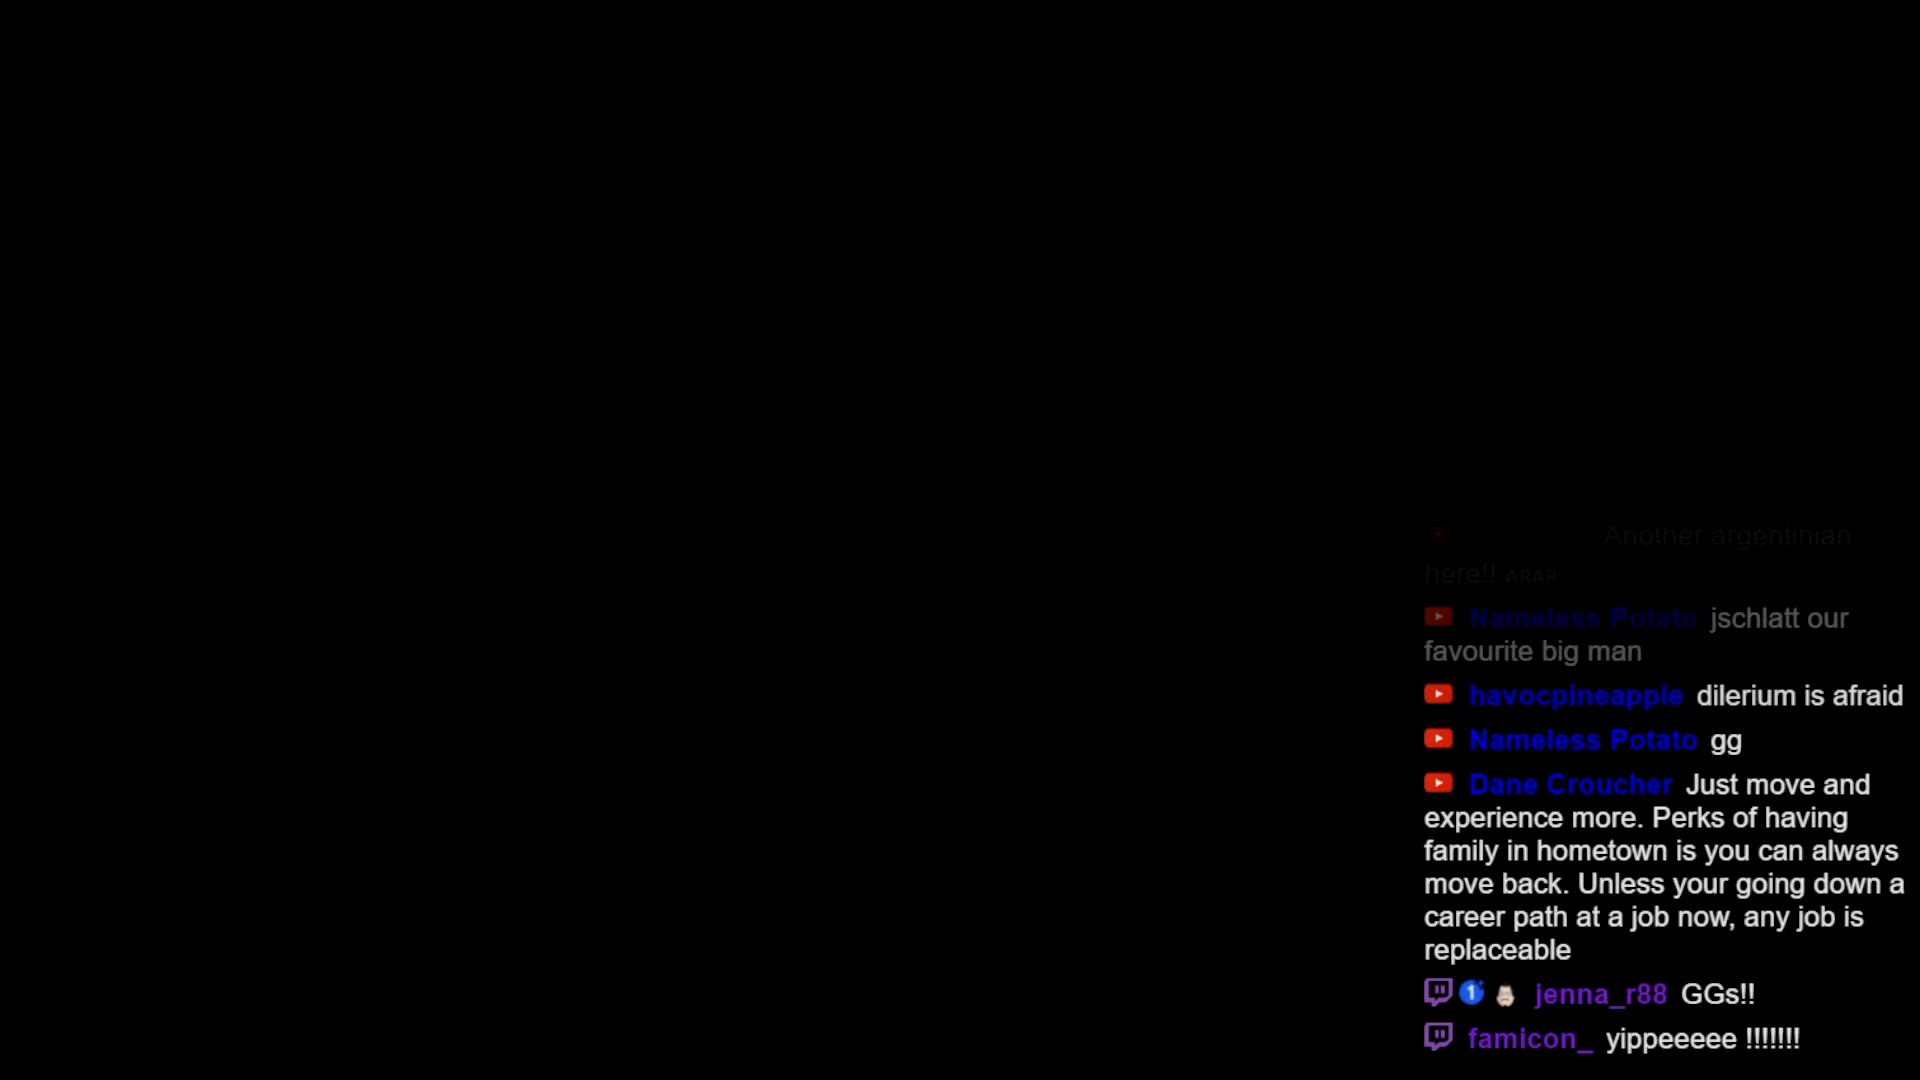 Another argentinian
here!! ARAR
Nameless Potato jschlatt our
favourite big man
havocpineapple dilerium is afraid
Nameless Potato gg
Dane Croucher Just move and
experience more. Perks of having
family in hometown is you can always
move back. Unless your going down a
career path at a job now, any job is
replaceable
1 jenna_r88 GGs!!
famicon_ yippeeeee !!!!!!!